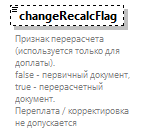 changeRecalcFlag
Признак перерасчета
(используется только для
доплаты).
false - первичный документ,
true - перерасчетный
документ.
Переплата / корректировка
не допускается